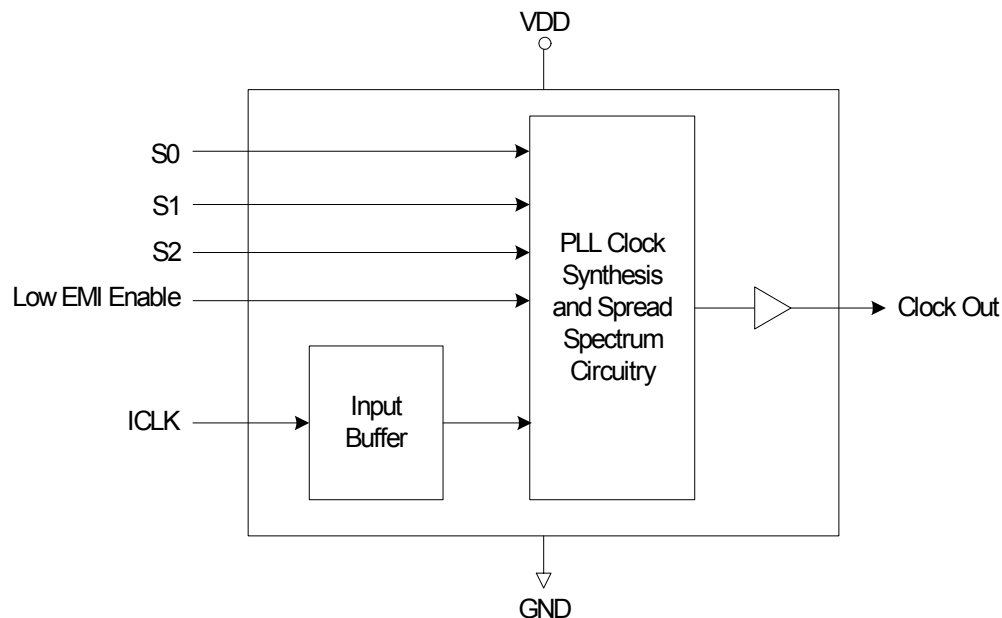 VDD
S0
S1
S2
Low EMI Enable
ICLK
Input
Buffer
PLL Clock
Synthesis
and Spread
Spectrum
Circuitry
Clock Out
GND